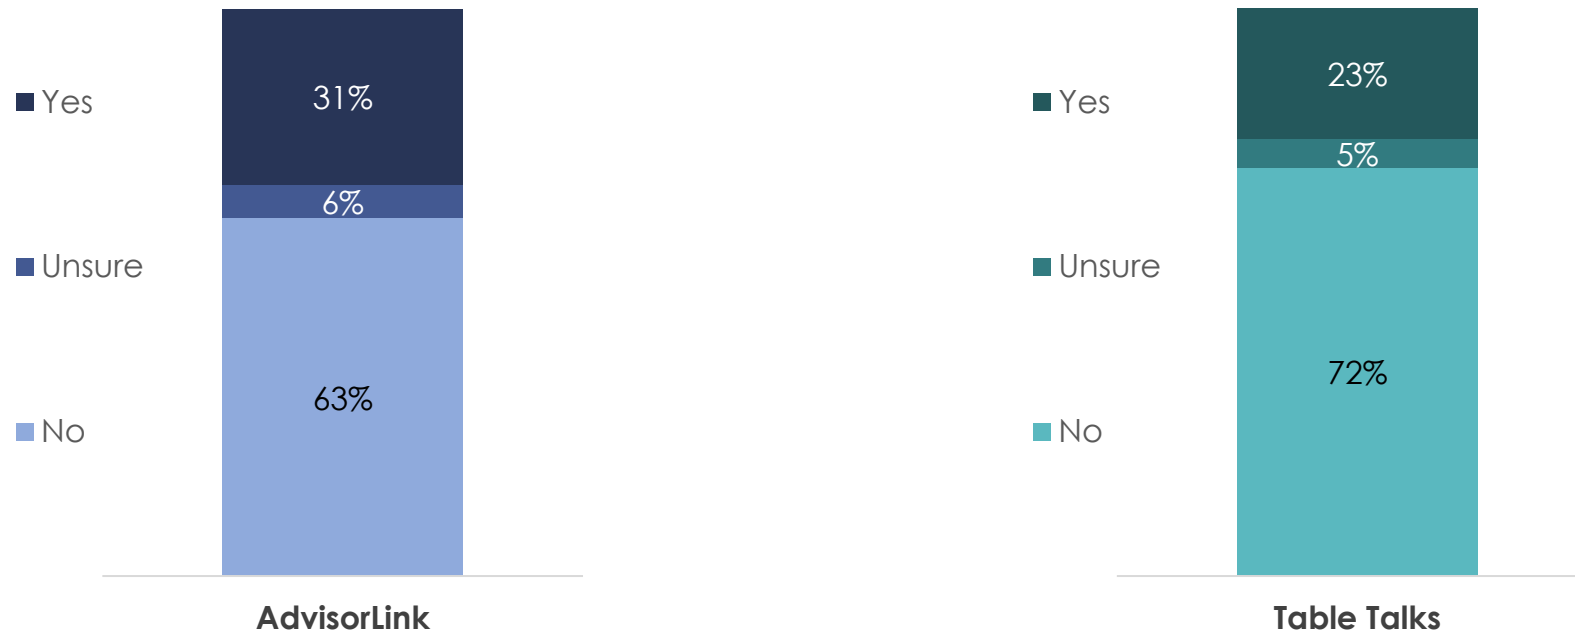 Yes
31%
6%
Unsure
63%
No
AdvisorLink
Yes
23%
5%
Unsure
72%
No
Table Talks